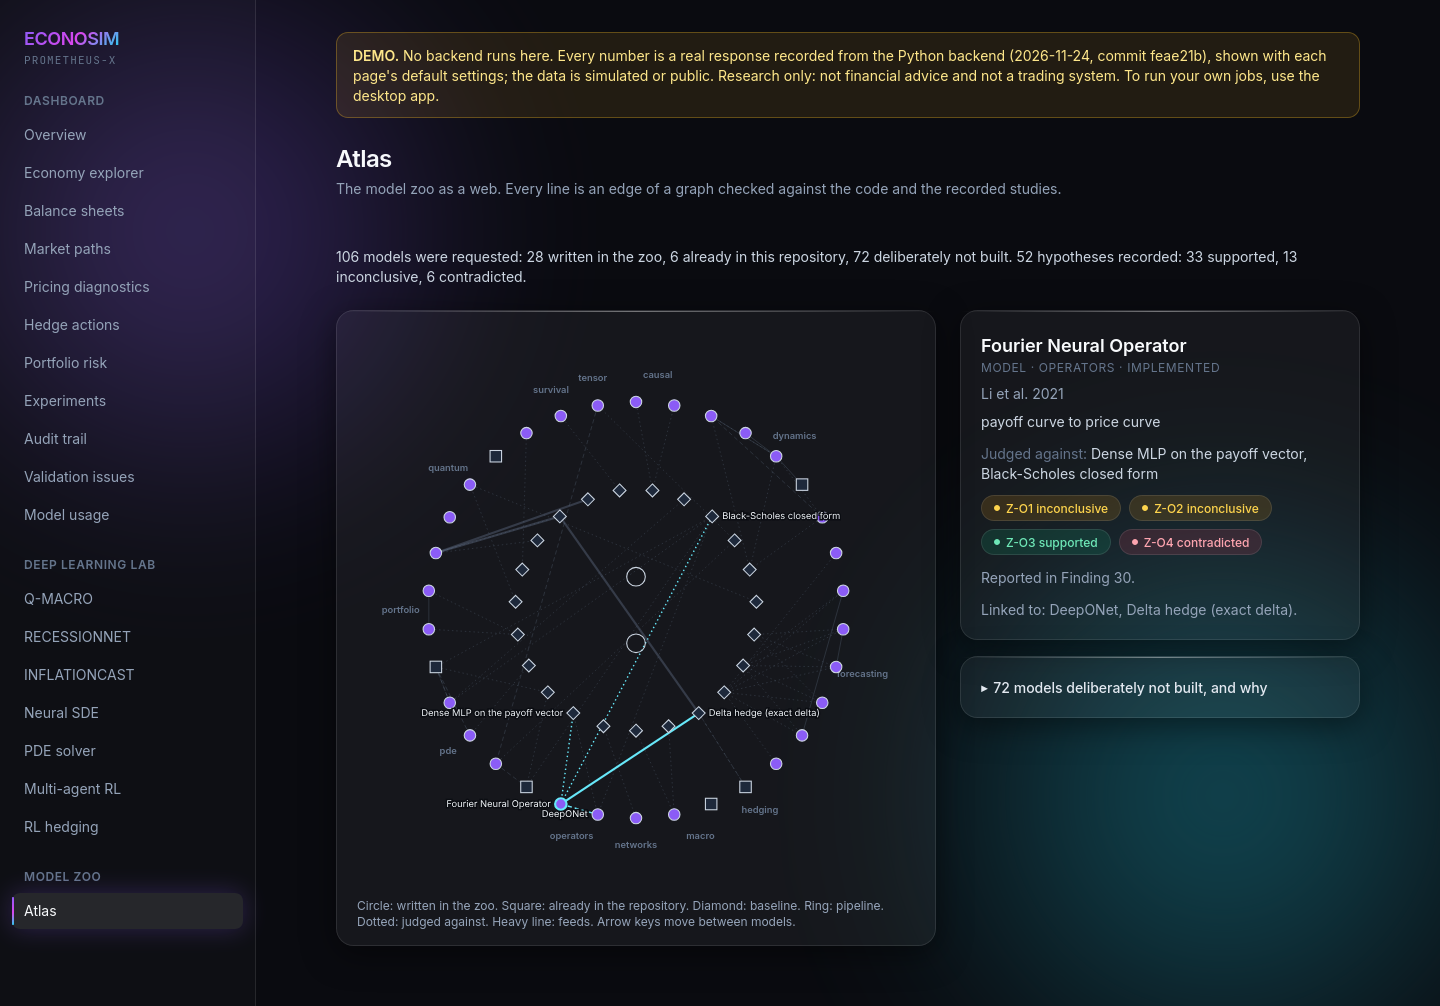 ECONOSIM
PROMETHEUS-X
DASHBOARD
Overview
Economy explorer
Balance sheets
Market paths
Pricing diagnostics
Hedge actions
Portfolio risk
Experiments
Audit trail
Validation issues
Model usage
DEEP LEARNING LAB
Q-MACRO
RECESSIONNET
INFLATIONCAST
Neural SDE
PDE solver
Multi-agent RL
RL hedging
MODEL ZOO
Atlas
DEMO. No backend runs here. Every number is a real response recorded from the Python backend (2026-11-24, commit feae21b), shown with each
page's default settings; the data is simulated or public. Research only: not financial advice and not a trading system. To run your own jobs, use the
desktop app.
Atlas
The model zoo as a web. Every line is an edge of a graph checked against the code and the recorded studies.
106 models were requested: 28 written in the zoo, 6 already in this repository, 72 deliberately not built. 52 hypotheses recorded: 33 supported, 13
inconclusive, 6 contradicted.
causal
tensor
survival
dynamics
quantum
Black-Scholes closed form
portfolio
forecasting
Dense MLP on the payoff vector
Delta hedge (exact delta)
pde
Fourier Neural Operator
DeepONet
hedging
operators
macro
networks
Circle: written in the zoo. Square: already in the repository. Diamond: baseline. Ring: pipeline.
Dotted: judged against. Heavy line: feeds. Arrow keys move between models.
Fourier Neural Operator
MODEL · OPERATORS · IMPLEMENTED
Li et al. 2021
payoff curve to price curve
Judged against: Dense MLP on the payoff vector,
Black-Scholes closed form
Z-O1 inconclusive
Z-O2 inconclusive
Z-O3 supported
Z-O4 contradicted
Reported in Finding 30.
Linked to: DeepONet, Delta hedge (exact delta).
▸ 72 models deliberately not built, and why